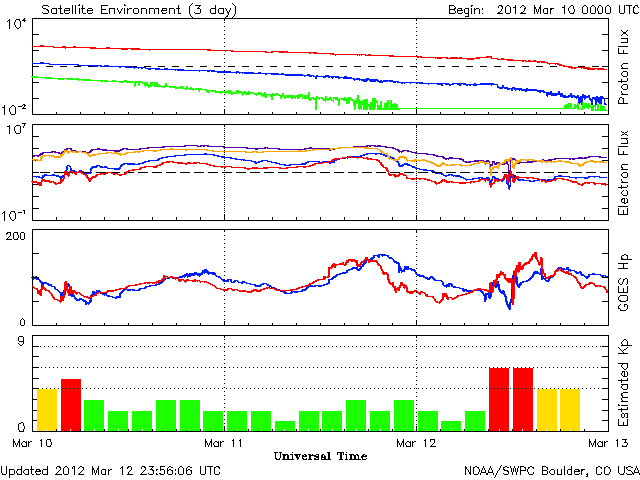 Satellite Environment (3 day) Begin: 2012 Mar 10 0000 UTC
10⁴
10⁻²
Proton Flux
10⁷
10⁻¹
Electron Flux
200
0
GOES Hp
9
0
Estimated Kp
Mar 10 Mar 11 Mar 12 Mar 13
Universal Time
Updated 2012 Mar 12 23:56:06 UTC NOAA/SWPC Boulder, CO USA